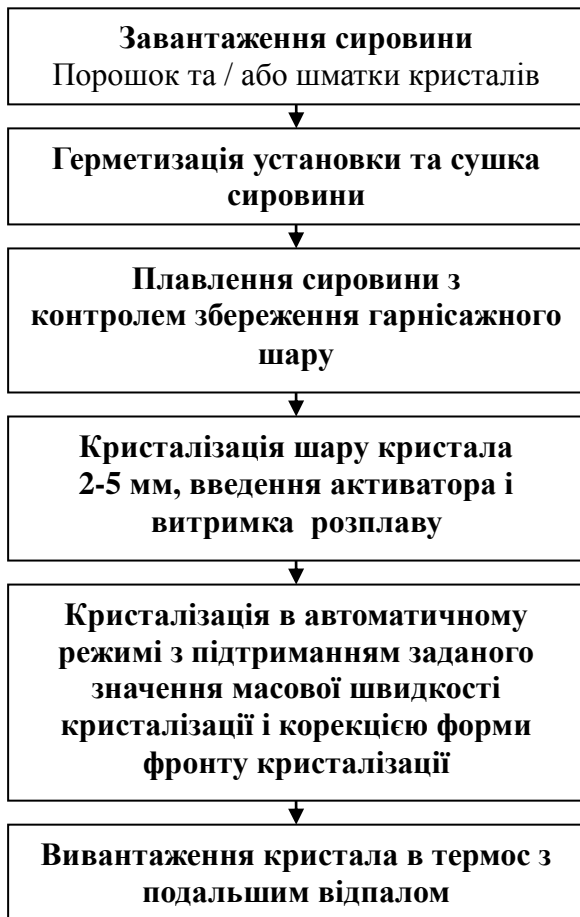 Завантаження сировини
Порошок та / або шматки кристалів
Герметизація установки та сушка
сировини
Плавлення сировини з
контролем збереження гарнісажного
шару
Кристалізація шару кристала
2-5 мм, введення активатора і
витримка розплаву
Кристалізація в автоматичному
режимі з підтриманням заданого
значення масової швидкості
кристалізації і корекцією форми
фронту кристалізації
Вивантаження кристала в термос з
подальшим відпалом